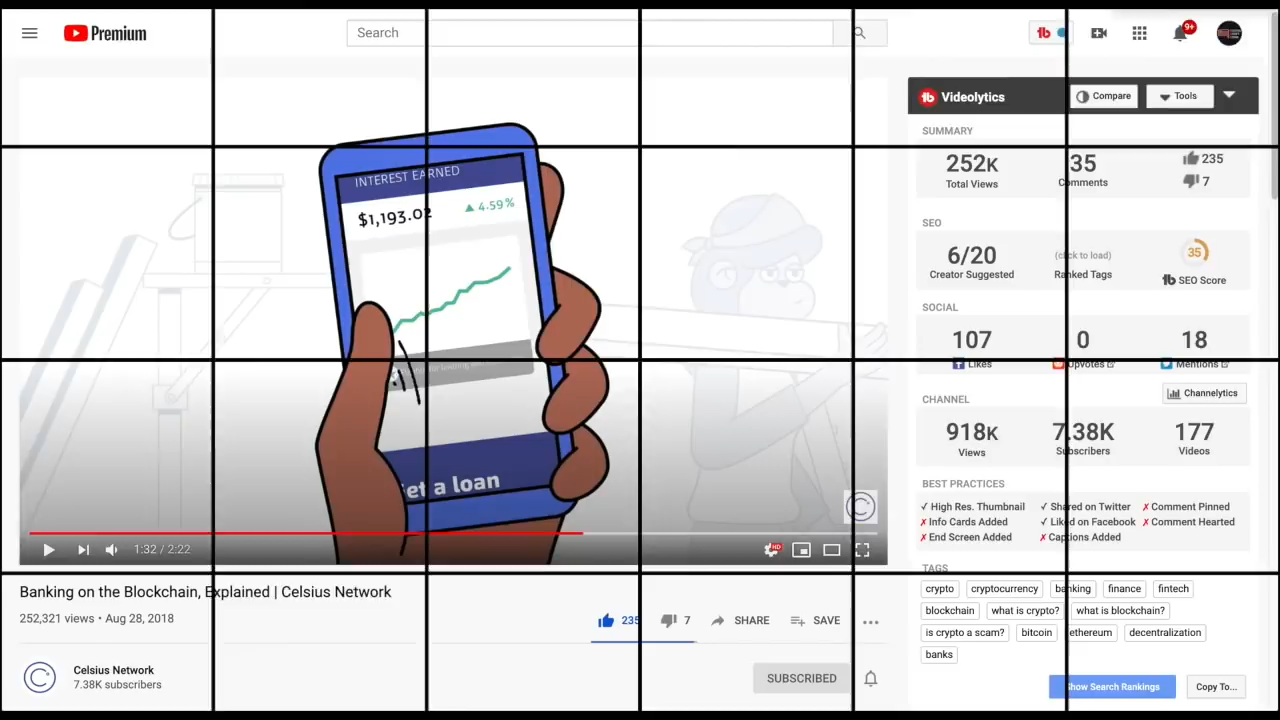 Premium
Search
9+
INTEREST EARNED
$1,193.02
4.59%
et a loan
1:32 / 2:22
HD
Banking on the Blockchain, Explained | Celsius Network
252,321 views • Aug 28, 2018
235
7
SHARE
SAVE
Celsius Network
7.38K subscribers
SUBSCRIBED
Videolytics
Compare
Tools
SUMMARY
252K
35
235
7
Total Views
Comments
SEO
6/20
(click to load)
35
Creator Suggested
Ranked Tags
SEO Score
SOCIAL
107
0
18
Likes
Upvotes
Mentions
CHANNEL
Channelytics
918K
7.38K
177
Views
Subscribers
Videos
BEST PRACTICES
✓ High Res. Thumbnail
✓ Shared on Twitter
✗ Comment Pinned
✗ Info Cards Added
✓ Liked on Facebook
✗ Comment Hearted
✗ End Screen Added
✗ Captions Added
TAGS
crypto
cryptocurrency
banking
finance
fintech
blockchain
what is crypto?
what is blockchain?
is crypto a scam?
bitcoin
ethereum
decentralization
banks
Show Search Rankings
Copy To...